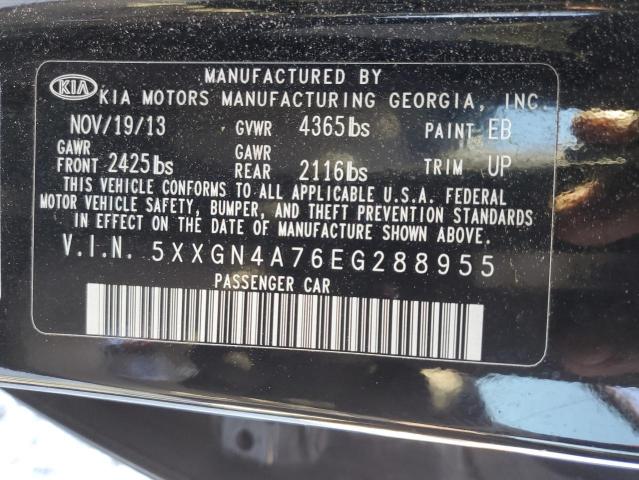 MANUFACTURED BY
KIA KIA MOTORS MANUFACTURING GEORGIA, INC.
NOV/19/13 GVWR 4365lbs PAINT EB
GAWR GAWR
FRONT 2425lbs REAR 2116lbs TRIM UP
THIS VEHICLE CONFORMS TO ALL APPLICABLE U.S.A. FEDERAL
MOTOR VEHICLE SAFETY, BUMPER, AND THEFT PREVENTION STANDARDS
IN EFFECT ON THE DATE OF MANUFACTURE SHOWN ABOVE.
V.I.N. 5XXGN4A76EG288955
PASSENGER CAR